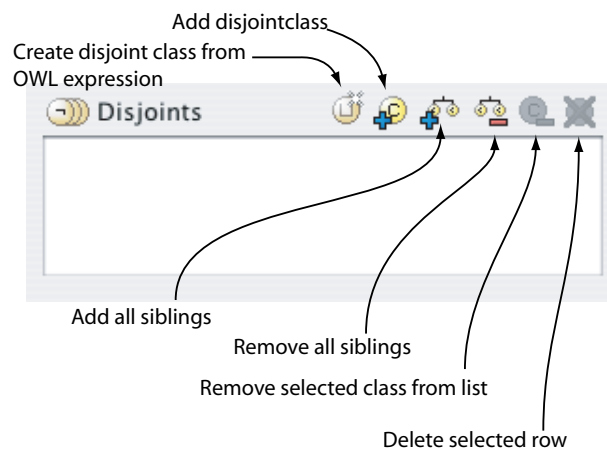 Add disjointclass
Create disjoint class from
OWL expression
Disjoints
Add all siblings
Remove all siblings
Remove selected class from list
Delete selected row